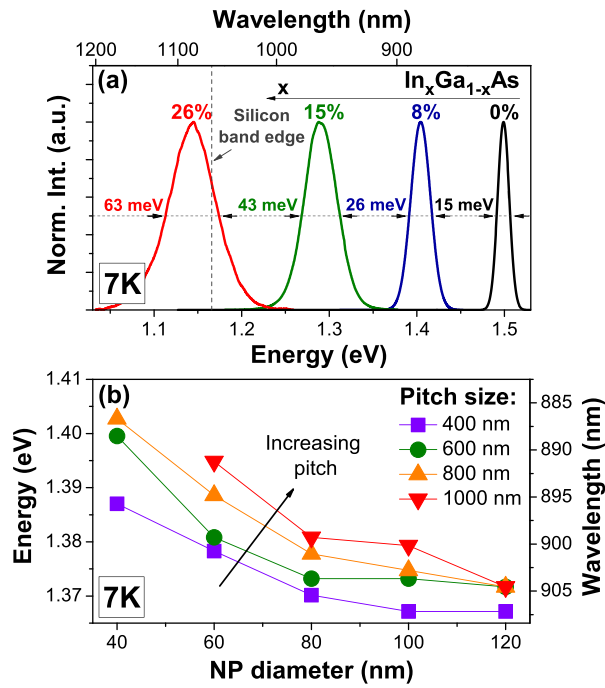 Wavelength (nm)
1200 1100 1000 900
(a)
x
In_xGa_{1-x}As
26% 15% 8% 0%
Silicon
band edge
63 meV 43 meV 26 meV 15 meV
7K
Norm. Int. (a.u.)
1.1 1.2 1.3 1.4 1.5
Energy (eV)
(b)
1.41
1.40
1.39
1.38
1.37
Energy (eV)
Pitch size:
400 nm
600 nm
800 nm
1000 nm
Increasing
pitch
7K
885
890
895
900
905
Wavelength (nm)
40 60 80 100 120
NP diameter (nm)